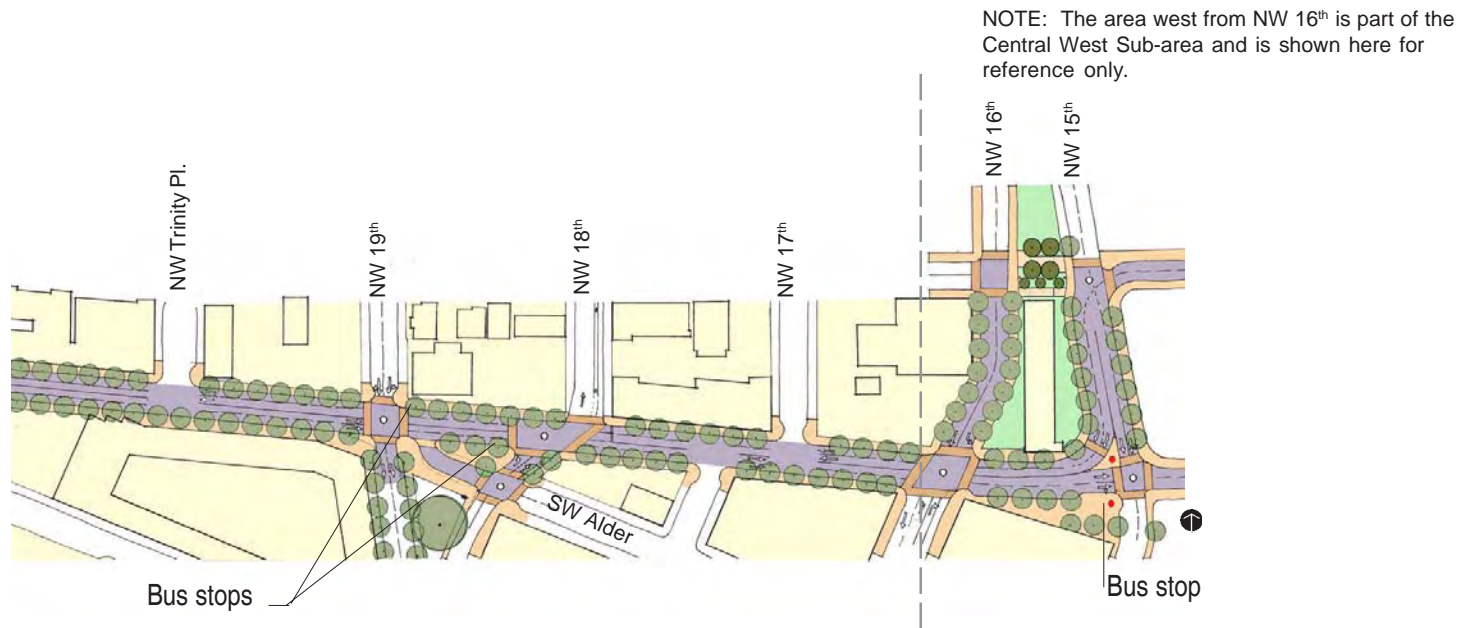 NOTE: The area west from NW 16th is part of the
Central West Sub-area and is shown here for
reference only.
NW Trinity Pl.
NW 19th
NW 18th
NW 17th
NW 16th
NW 15th
SW Alder
Bus stops
Bus stop